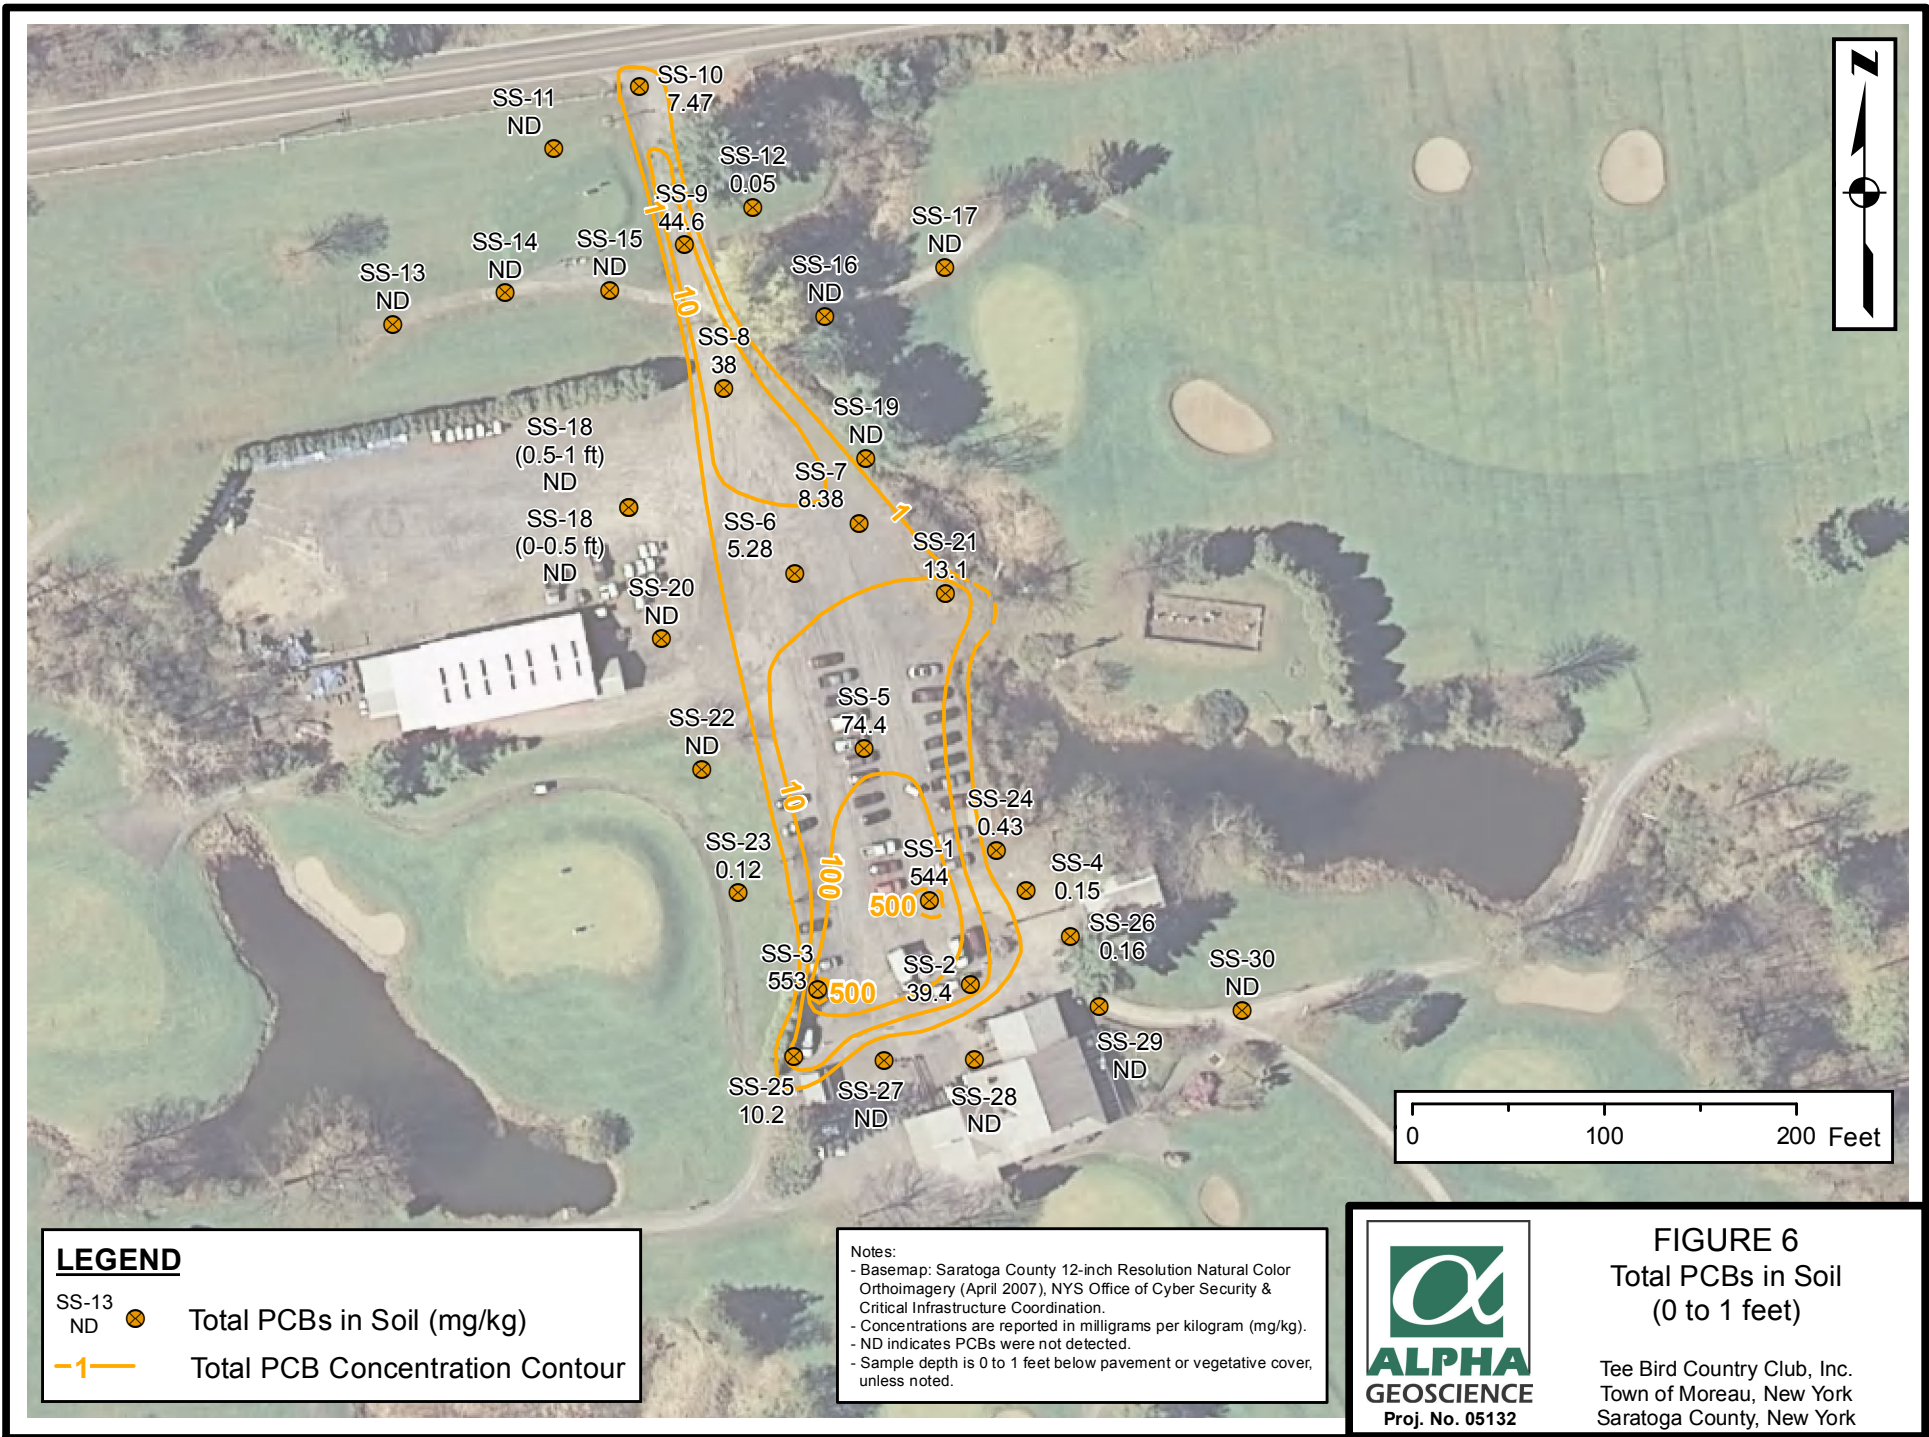 SS-10
7.47
SS-11
ND
SS-12
0.05
SS-9
44.6
1
SS-17
ND
SS-14
ND
SS-15
ND
SS-13
ND
SS-16
ND
10
SS-8
38
SS-19
ND
SS-18
(0.5-1 ft)
ND
SS-7
8.38
SS-18
(0-0.5 ft)
ND
SS-6
5.28
1
SS-21
13.1
SS-20
ND
SS-5
74.4
SS-22
ND
10
SS-24
0.43
SS-23
0.12
100
SS-1
544
500
SS-4
0.15
SS-26
0.16
SS-3
553
500
SS-2
39.4
SS-30
ND
SS-29
ND
SS-25
10.2
SS-27
ND
SS-28
ND
N
0 100 200 Feet
LEGEND
SS-13
ND
Total PCBs in Soil (mg/kg)
1
Total PCB Concentration Contour
Notes:
- Basemap: Saratoga County 12-inch Resolution Natural Color
Orthoimagery (April 2007), NYS Office of Cyber Security &
Critical Infrastructure Coordination.
- Concentrations are reported in milligrams per kilogram (mg/kg).
- ND indicates PCBs were not detected.
- Sample depth is 0 to 1 feet below pavement or vegetative cover,
unless noted.
α
ALPHA
GEOSCIENCE
Proj. No. 05132
FIGURE 6
Total PCBs in Soil
(0 to 1 feet)
Tee Bird Country Club, Inc.
Town of Moreau, New York
Saratoga County, New York